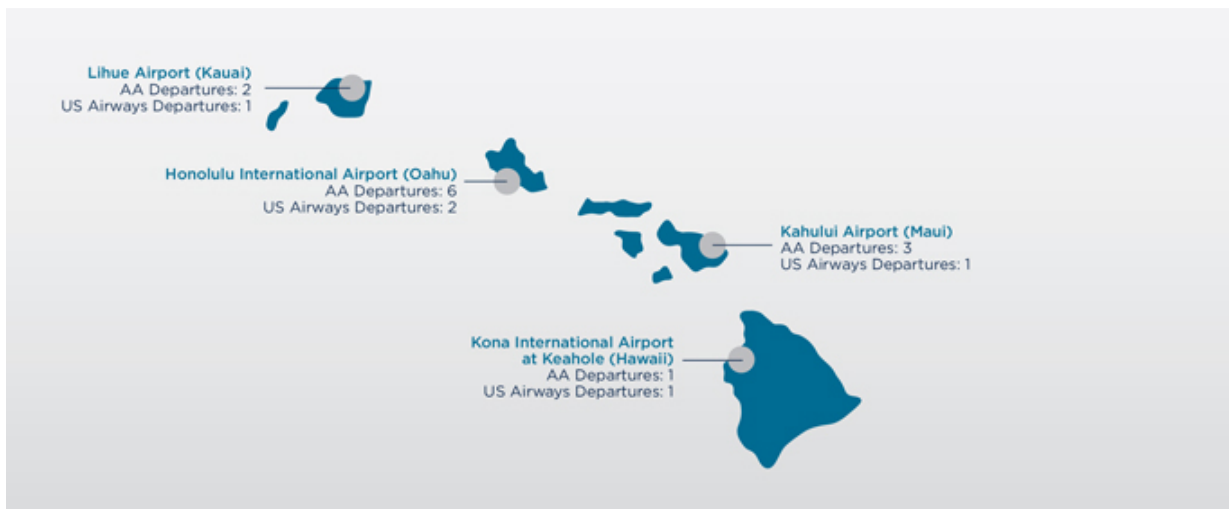 Lihue Airport (Kauai)
AA Departures: 2
US Airways Departures: 1
Honolulu International Airport (Oahu)
AA Departures: 6
US Airways Departures: 2
Kahului Airport (Maui)
AA Departures: 3
US Airways Departures: 1
Kona International Airport
at Keahole (Hawaii)
AA Departures: 1
US Airways Departures: 1